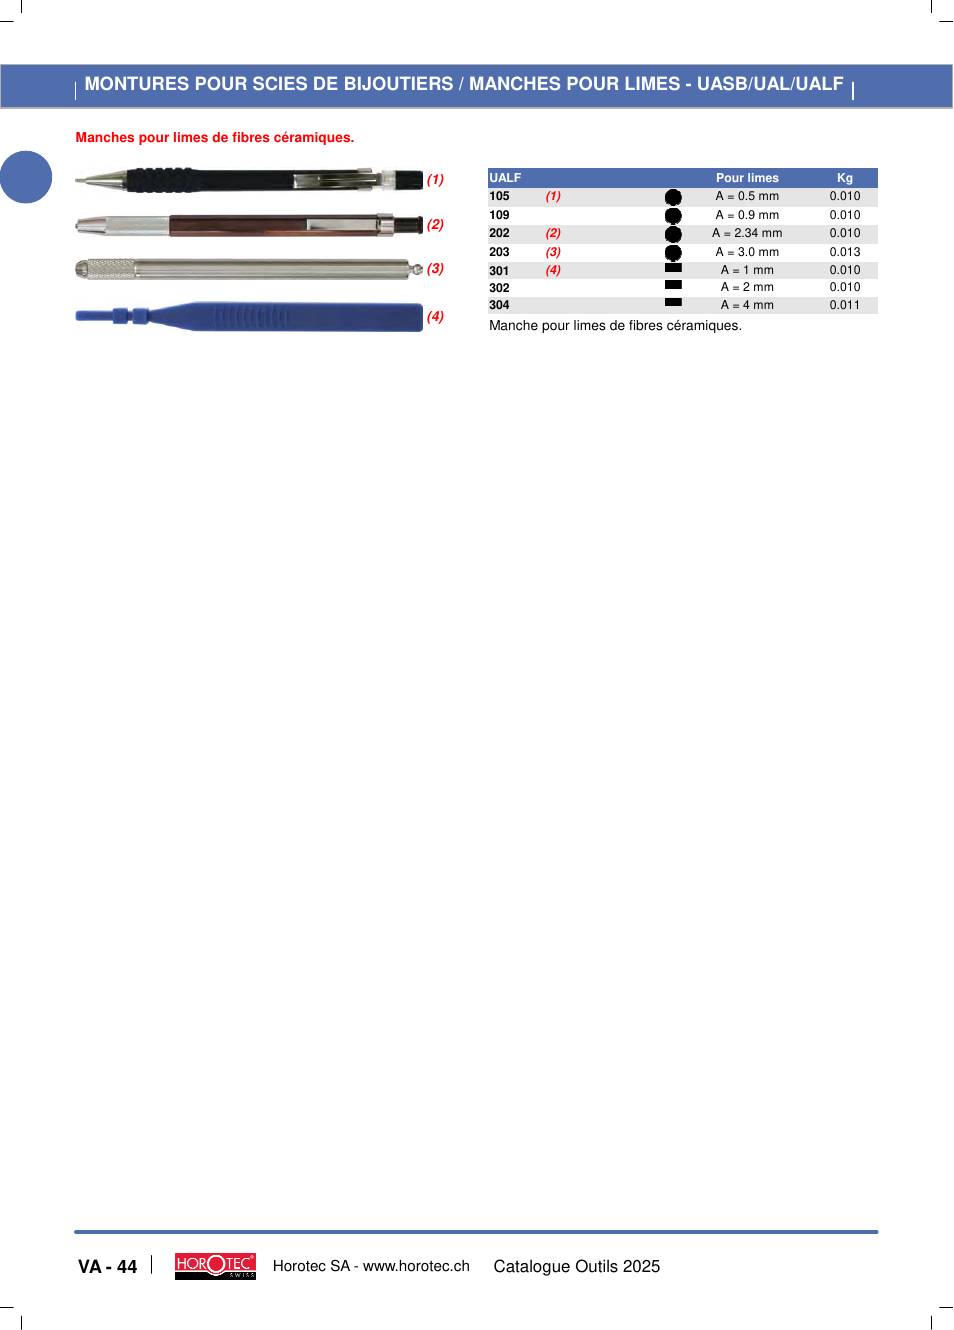 MONTURES POUR SCIES DE BIJOUTIERS / MANCHES POUR LIMES - UASB/UAL/UALF
Manches pour limes de fibres céramiques.
(1)
(2)
(3)
(4)
UALF Pour limes Kg
105 (1) A = 0.5 mm 0.010
109 A = 0.9 mm 0.010
202 (2) A = 2.34 mm 0.010
203 (3) A = 3.0 mm 0.013
301 (4) A = 1 mm 0.010
302 A = 2 mm 0.010
304 A = 4 mm 0.011
Manche pour limes de fibres céramiques.
VA - 44 HOROTEC® SWISS Horotec SA - www.horotec.ch Catalogue Outils 2025